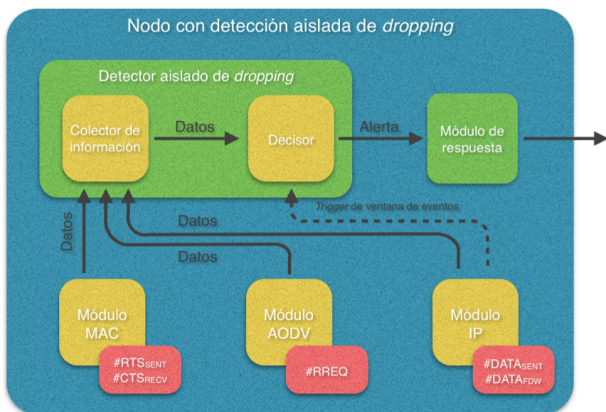 Nodo con detección aislada de dropping
Detector aislado de dropping
Colector de
información
Datos
Decisor
Alerta
Módulo de
respuesta
Trigger de ventana de eventos
Datos
Datos
Datos
Módulo
MAC
#RTSSENT
#CTSRECV
Módulo
AODV
#RREQ
Módulo
IP
#DATASENT
#DATAFDW